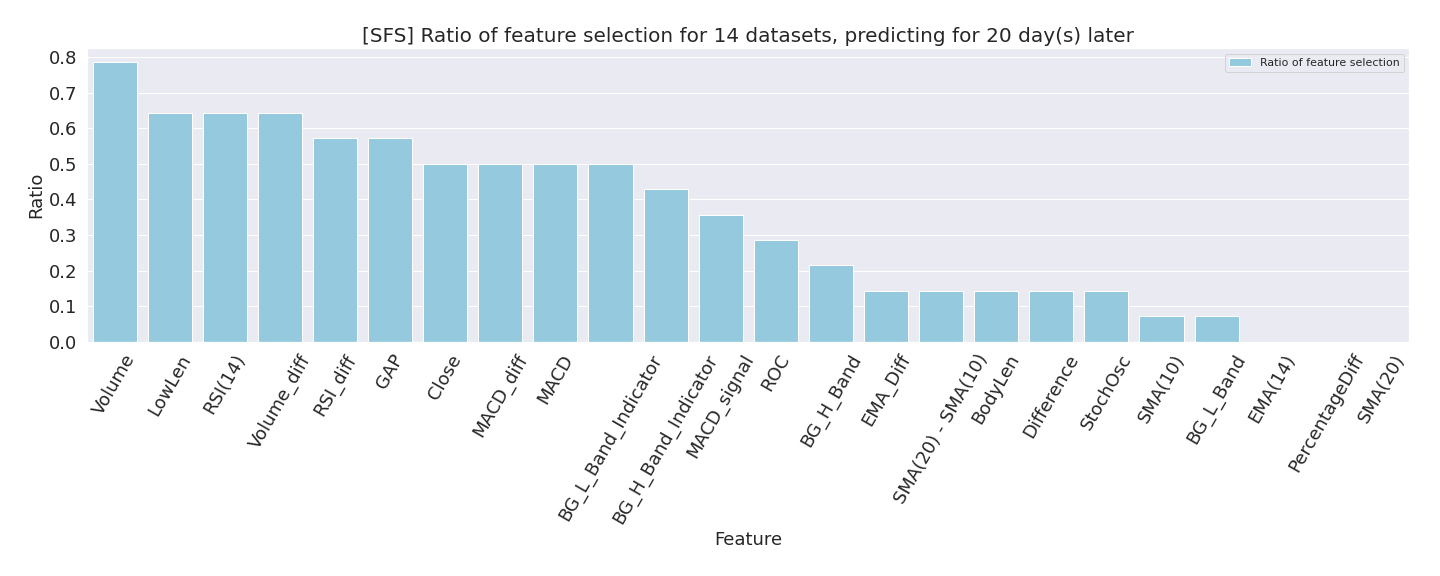 [SFS] Ratio of feature selection for 14 datasets, predicting for 20 day(s) later
Ratio of feature selection
Ratio
0.8
0.7
0.6
0.5
0.4
0.3
0.2
0.1
0.0
Volume
LowLen
RSI(14)
Volume_diff
RSI_diff
GAP
Close
MACD_diff
MACD
BG_L_Band_Indicator
BG_H_Band_Indicator
MACD_signal
ROC
BG_H_Band
EMA_Diff
SMA(20) - SMA(10)
BodyLen
Difference
StochOsc
SMA(10)
BG_L_Band
EMA(14)
PercentageDiff
SMA(20)
Feature